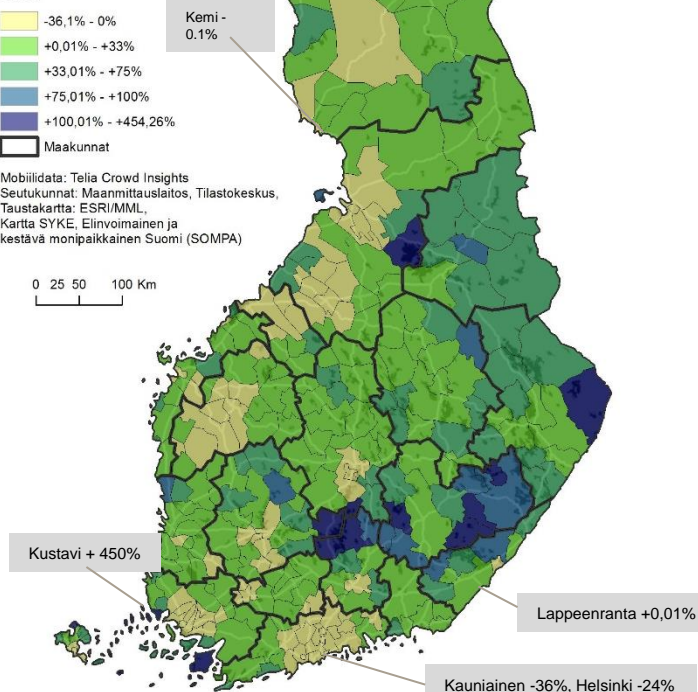 -36,1% - 0%
+0,01% - +33%
+33,01% - +75%
+75,01% - +100%
+100,01% - +454,26%
Maakunnat
Mobiilidata: Telia Crowd Insights
Seutukunnat: Maanmittauslaitos, Tilastokeskus,
Taustakartta: ESRI/MML,
Kartta SYKE, Elinvoimainen ja
kestävä monipaikkainen Suomi (SOMPA)
0 25 50 100 Km
Kemi -
0.1%
Kustavi + 450%
Lappeenranta +0,01%
Kauniainen -36%, Helsinki -24%